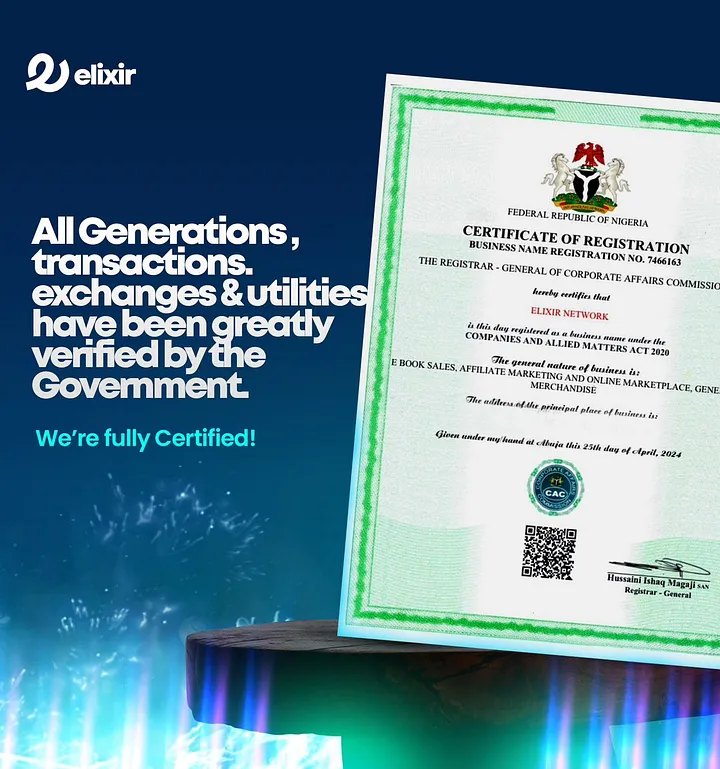 elixir
All Generations,
transactions.
exchanges & utilities
have been greatly
verified by the
Government.
We're fully Certified!
FEDERAL REPUBLIC OF NIGERIA
CERTIFICATE OF REGISTRATION
BUSINESS NAME REGISTRATION NO. 7466163
THE REGISTRAR - GENERAL OF CORPORATE AFFAIRS COMMISSIO
hereby certifies that
ELIXIR NETWORK
is this day registered as a business name under the
COMPANIES AND ALLIED MATTERS ACT 2020
The general nature of business is:
E BOOK SALES, AFFILIATE MARKETING AND ONLINE MARKETPLACE, GENE
MERCHANDISE
The address of the principal place of business is:
Given under my hand at Abuja this 25th day of April, 2024
CORPORATE AFFAIRS
COMMISSION
CAC
Hussaini Ishaq Magaji SAN
Registrar - General